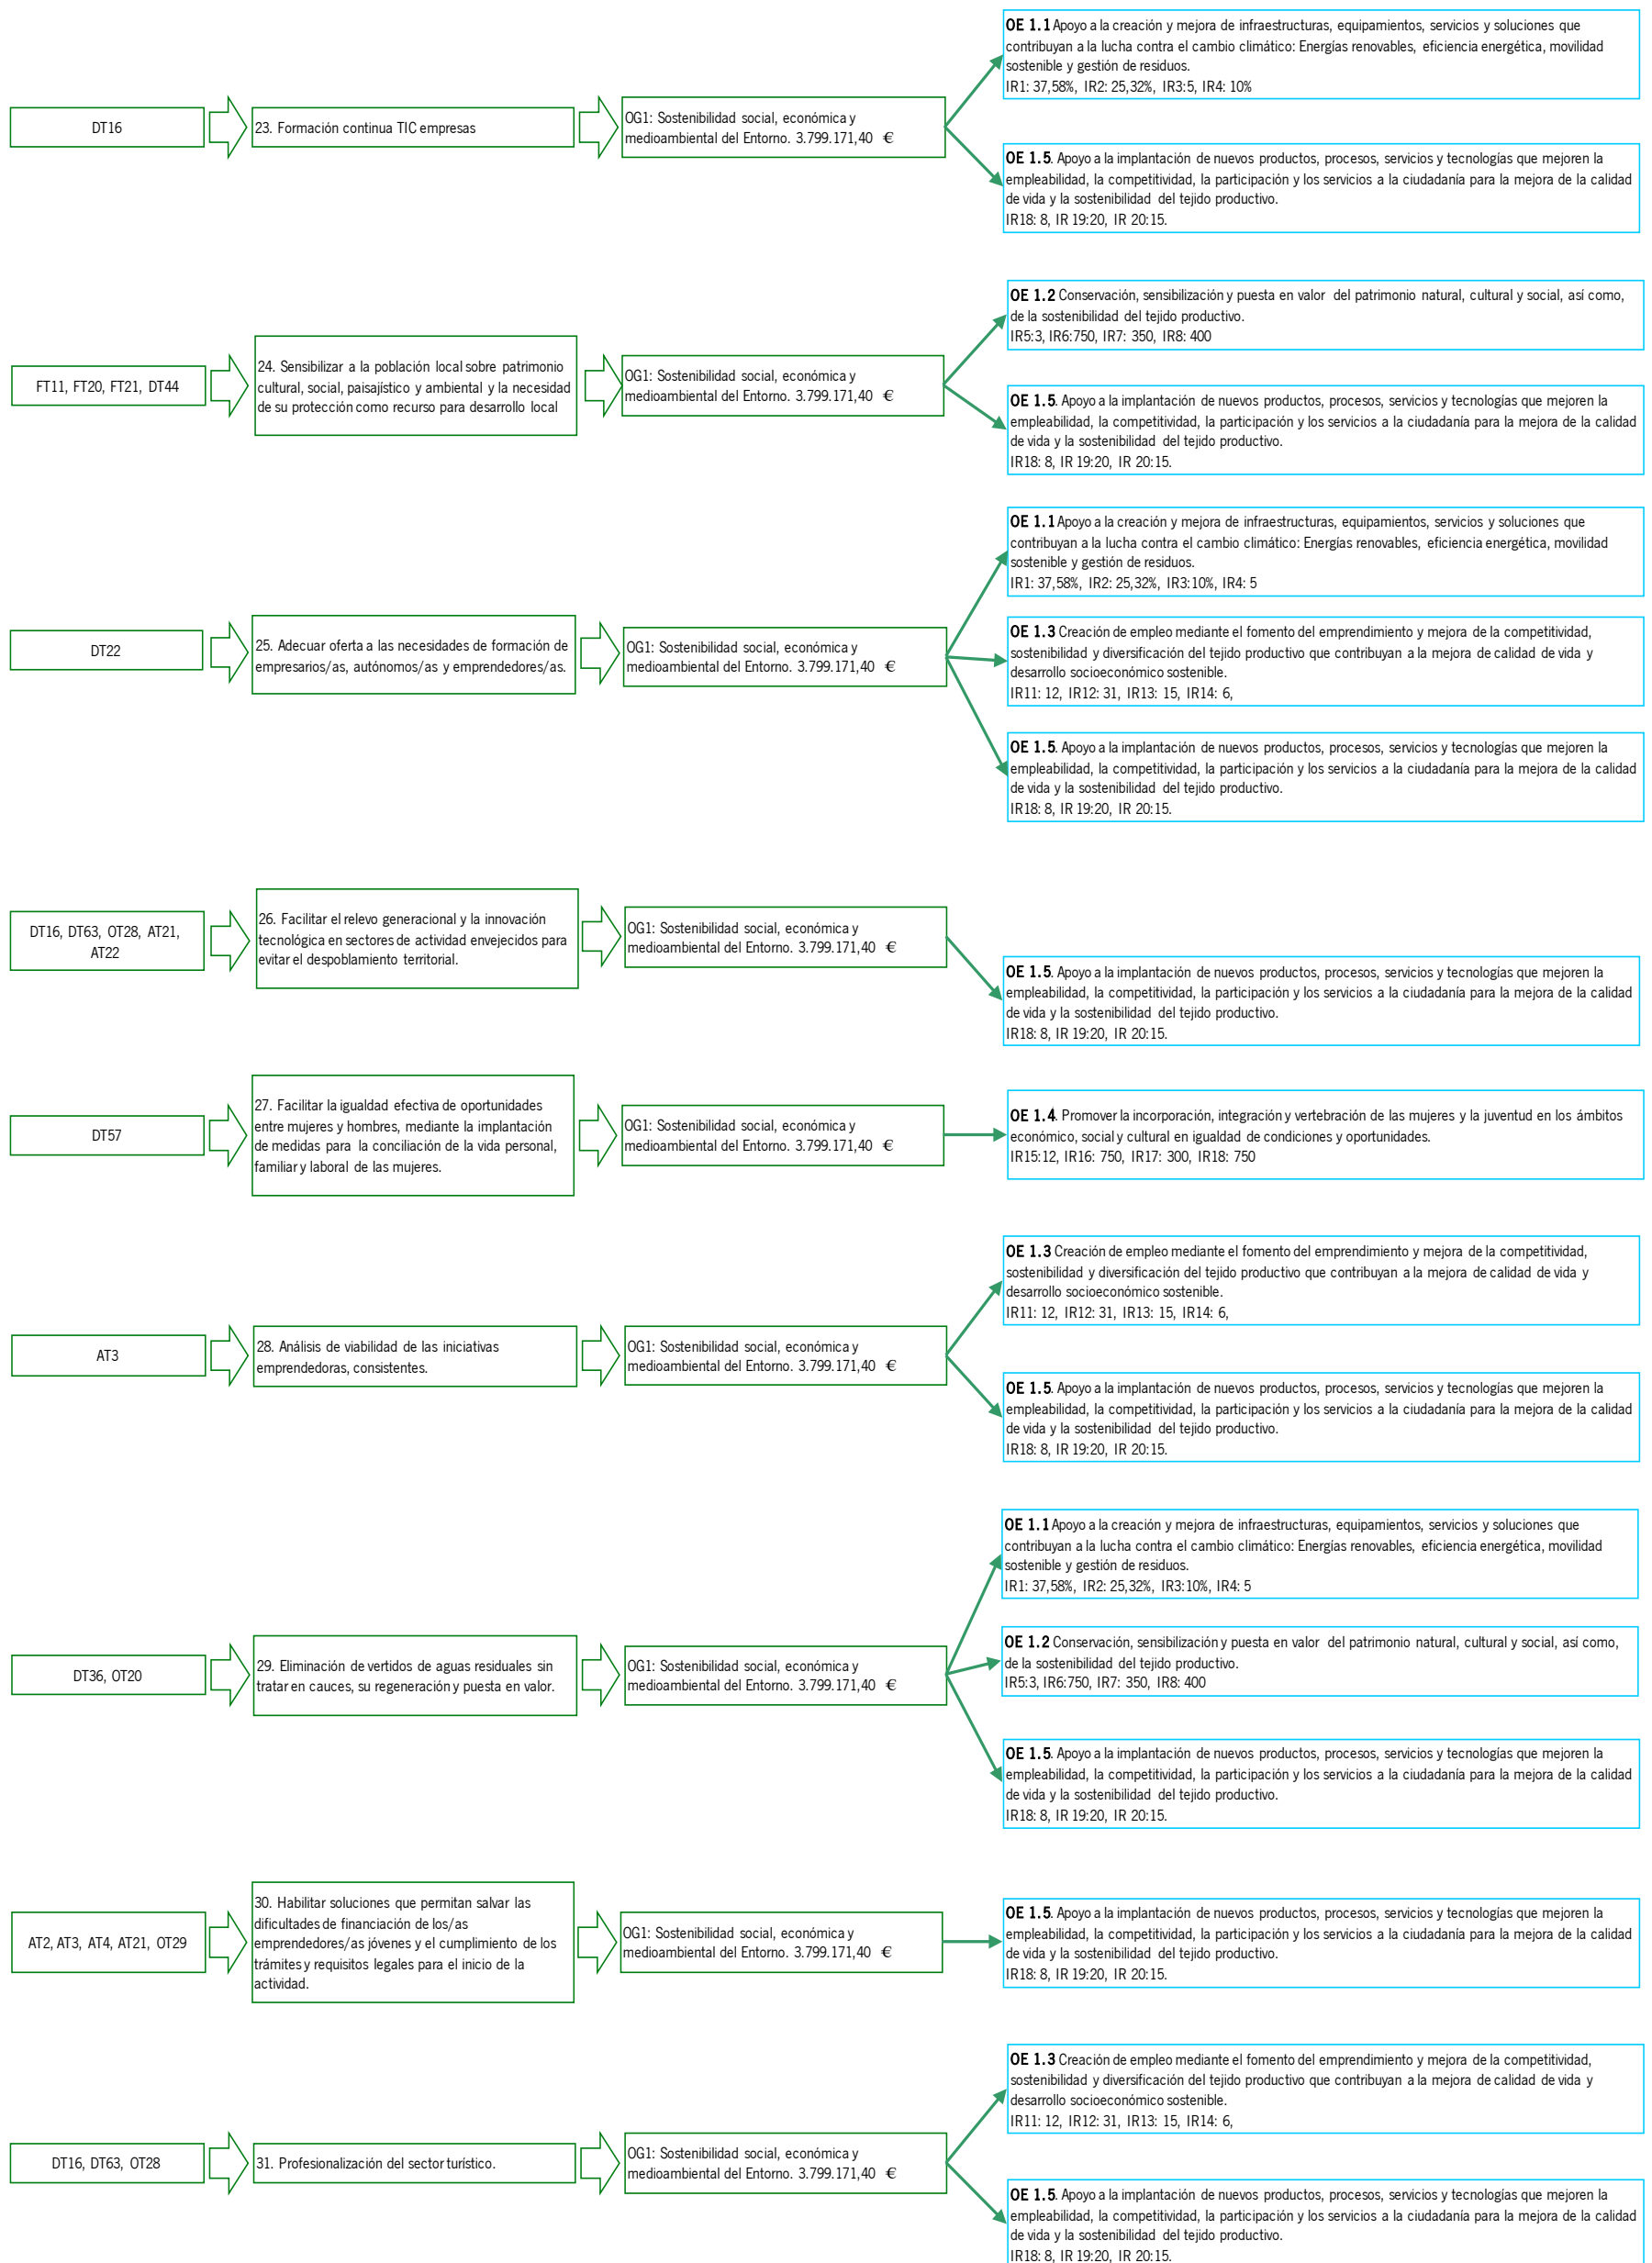 DT16
23. Formación continua TIC empresas
OG1: Sostenibilidad social, económica y
medioambiental del Entorno. 3.799.171,40 €
OE 1.1 Apoyo a la creación y mejora de infraestructuras, equipamientos, servicios y soluciones que
contribuyan a la lucha contra el cambio climático: Energías renovables, eficiencia energética, movilidad
sostenible y gestión de residuos.
IR1: 37,58%, IR2: 25,32%, IR3:5, IR4: 10%
OE 1.5. Apoyo a la implantación de nuevos productos, procesos, servicios y tecnologías que mejoren la
empleabilidad, la competitividad, la participación y los servicios a la ciudadanía para la mejora de la calidad
de vida y la sostenibilidad del tejido productivo.
IR18: 8, IR 19:20, IR 20:15.
FT11, FT20, FT21, DT44
24. Sensibilizar a la población local sobre patrimonio
cultural, social, paisajístico y ambiental y la necesidad
de su protección como recurso para desarrollo local
OG1: Sostenibilidad social, económica y
medioambiental del Entorno. 3.799.171,40 €
OE 1.2 Conservación, sensibilización y puesta en valor del patrimonio natural, cultural y social, así como,
de la sostenibilidad del tejido productivo.
IR5:3, IR6:750, IR7: 350, IR8: 400
OE 1.5. Apoyo a la implantación de nuevos productos, procesos, servicios y tecnologías que mejoren la
empleabilidad, la competitividad, la participación y los servicios a la ciudadanía para la mejora de la calidad
de vida y la sostenibilidad del tejido productivo.
IR18: 8, IR 19:20, IR 20:15.
DT22
25. Adecuar oferta a las necesidades de formación de
empresarios/as, autónomos/as y emprendedores/as.
OG1: Sostenibilidad social, económica y
medioambiental del Entorno. 3.799.171,40 €
OE 1.1 Apoyo a la creación y mejora de infraestructuras, equipamientos, servicios y soluciones que
contribuyan a la lucha contra el cambio climático: Energías renovables, eficiencia energética, movilidad
sostenible y gestión de residuos.
IR1: 37,58%, IR2: 25,32%, IR3:10%, IR4: 5
OE 1.3 Creación de empleo mediante el fomento del emprendimiento y mejora de la competitividad,
sostenibilidad y diversificación del tejido productivo que contribuyan a la mejora de calidad de vida y
desarrollo socioeconómico sostenible.
IR11: 12, IR12: 31, IR13: 15, IR14: 6,
OE 1.5. Apoyo a la implantación de nuevos productos, procesos, servicios y tecnologías que mejoren la
empleabilidad, la competitividad, la participación y los servicios a la ciudadanía para la mejora de la calidad
de vida y la sostenibilidad del tejido productivo.
IR18: 8, IR 19:20, IR 20:15.
DT16, DT63, OT28, AT21,
AT22
26. Facilitar el relevo generacional y la innovación
tecnológica en sectores de actividad envejecidos para
evitar el despoblamiento territorial.
OG1: Sostenibilidad social, económica y
medioambiental del Entorno. 3.799.171,40 €
OE 1.5. Apoyo a la implantación de nuevos productos, procesos, servicios y tecnologías que mejoren la
empleabilidad, la competitividad, la participación y los servicios a la ciudadanía para la mejora de la calidad
de vida y la sostenibilidad del tejido productivo.
IR18: 8, IR 19:20, IR 20:15.
DT57
27. Facilitar la igualdad efectiva de oportunidades
entre mujeres y hombres, mediante la implantación
de medidas para la conciliación de la vida personal,
familiar y laboral de las mujeres.
OG1: Sostenibilidad social, económica y
medioambiental del Entorno. 3.799.171,40 €
OE 1.4. Promover la incorporación, integración y vertebración de las mujeres y la juventud en los ámbitos
económico, social y cultural en igualdad de condiciones y oportunidades.
IR15:12, IR16: 750, IR17: 300, IR18: 750
AT3
28. Análisis de viabilidad de las iniciativas
emprendedoras, consistentes.
OG1: Sostenibilidad social, económica y
medioambiental del Entorno. 3.799.171,40 €
OE 1.3 Creación de empleo mediante el fomento del emprendimiento y mejora de la competitividad,
sostenibilidad y diversificación del tejido productivo que contribuyan a la mejora de calidad de vida y
desarrollo socioeconómico sostenible.
IR11: 12, IR12: 31, IR13: 15, IR14: 6,
OE 1.5. Apoyo a la implantación de nuevos productos, procesos, servicios y tecnologías que mejoren la
empleabilidad, la competitividad, la participación y los servicios a la ciudadanía para la mejora de la calidad
de vida y la sostenibilidad del tejido productivo.
IR18: 8, IR 19:20, IR 20:15.
DT36, OT20
29. Eliminación de vertidos de aguas residuales sin
tratar en cauces, su regeneración y puesta en valor.
OG1: Sostenibilidad social, económica y
medioambiental del Entorno. 3.799.171,40 €
OE 1.1 Apoyo a la creación y mejora de infraestructuras, equipamientos, servicios y soluciones que
contribuyan a la lucha contra el cambio climático: Energías renovables, eficiencia energética, movilidad
sostenible y gestión de residuos.
IR1: 37,58%, IR2: 25,32%, IR3:10%, IR4: 5
OE 1.2 Conservación, sensibilización y puesta en valor del patrimonio natural, cultural y social, así como,
de la sostenibilidad del tejido productivo.
IR5:3, IR6:750, IR7: 350, IR8: 400
OE 1.5. Apoyo a la implantación de nuevos productos, procesos, servicios y tecnologías que mejoren la
empleabilidad, la competitividad, la participación y los servicios a la ciudadanía para la mejora de la calidad
de vida y la sostenibilidad del tejido productivo.
IR18: 8, IR 19:20, IR 20:15.
AT2, AT3, AT4, AT21, OT29
30. Habilitar soluciones que permitan salvar las
dificultades de financiación de los/as
emprendedores/as jóvenes y el cumplimiento de los
trámites y requisitos legales para el inicio de la
actividad.
OG1: Sostenibilidad social, económica y
medioambiental del Entorno. 3.799.171,40 €
OE 1.5. Apoyo a la implantación de nuevos productos, procesos, servicios y tecnologías que mejoren la
empleabilidad, la competitividad, la participación y los servicios a la ciudadanía para la mejora de la calidad
de vida y la sostenibilidad del tejido productivo.
IR18: 8, IR 19:20, IR 20:15.
DT16, DT63, OT28
31. Profesionalización del sector turístico.
OG1: Sostenibilidad social, económica y
medioambiental del Entorno. 3.799.171,40 €
OE 1.3 Creación de empleo mediante el fomento del emprendimiento y mejora de la competitividad,
sostenibilidad y diversificación del tejido productivo que contribuyan a la mejora de calidad de vida y
desarrollo socioeconómico sostenible.
IR11: 12, IR12: 31, IR13: 15, IR14: 6,
OE 1.5. Apoyo a la implantación de nuevos productos, procesos, servicios y tecnologías que mejoren la
empleabilidad, la competitividad, la participación y los servicios a la ciudadanía para la mejora de la calidad
de vida y la sostenibilidad del tejido productivo.
IR18: 8, IR 19:20, IR 20:15.